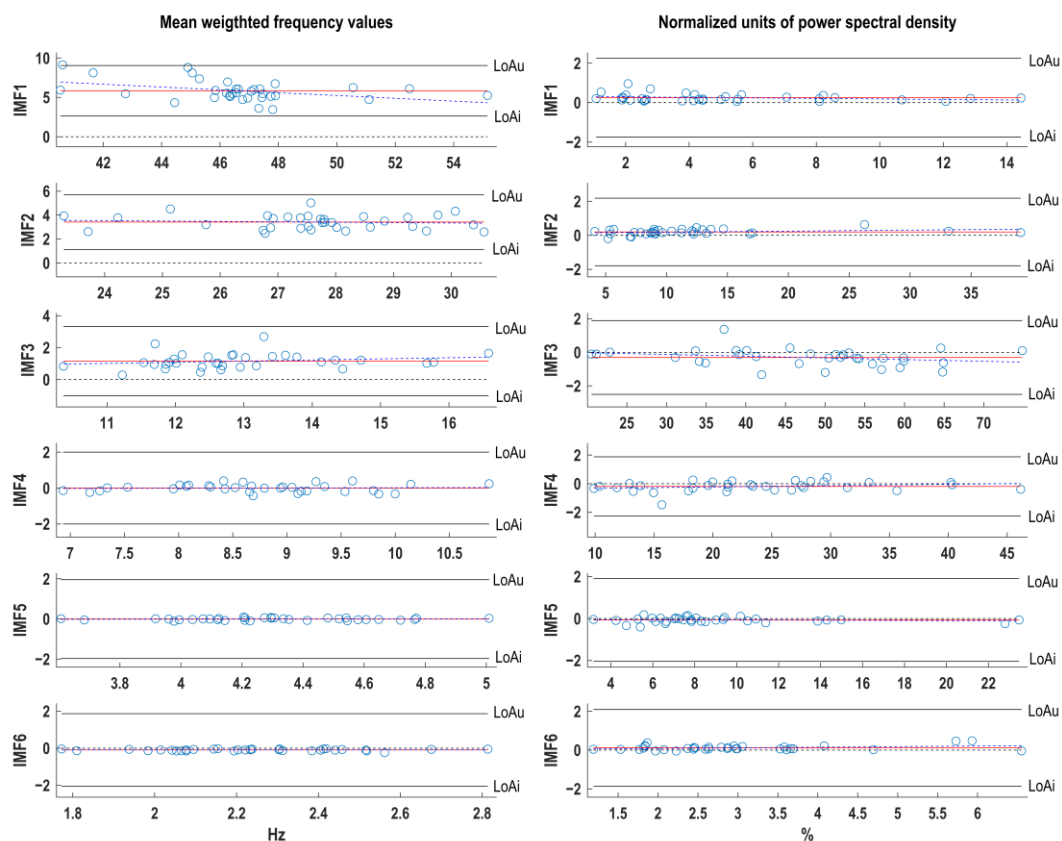 Mean weigthted frequency values
Normalized units of power spectral density
IMF1
10
5
0
42 44 46 48 50 52 54
LoAu
LoAi
IMF1
2
0
−2
2 4 6 8 10 12 14
LoAu
LoAi
IMF2
6
4
2
0
24 25 26 27 28 29 30
LoAu
LoAi
IMF2
2
0
−2
5 10 15 20 25 30 35
LoAu
LoAi
IMF3
4
2
0
11 12 13 14 15 16
LoAu
LoAi
IMF3
2
0
−2
25 30 35 40 45 50 55 60 65 70
LoAu
LoAi
IMF4
2
0
−2
7 7.5 8 8.5 9 9.5 10 10.5
LoAu
LoAi
IMF4
2
0
−2
10 15 20 25 30 35 40 45
LoAu
LoAi
IMF5
2
0
−2
3.8 4 4.2 4.4 4.6 4.8 5
LoAu
LoAi
IMF5
2
0
−2
4 6 8 10 12 14 16 18 20 22
LoAu
LoAi
IMF6
2
0
−2
1.8 2 2.2 2.4 2.6 2.8
LoAu
LoAi
Hz
IMF6
2
0
−2
1.5 2 2.5 3 3.5 4 4.5 5 5.5 6
LoAu
LoAi
%